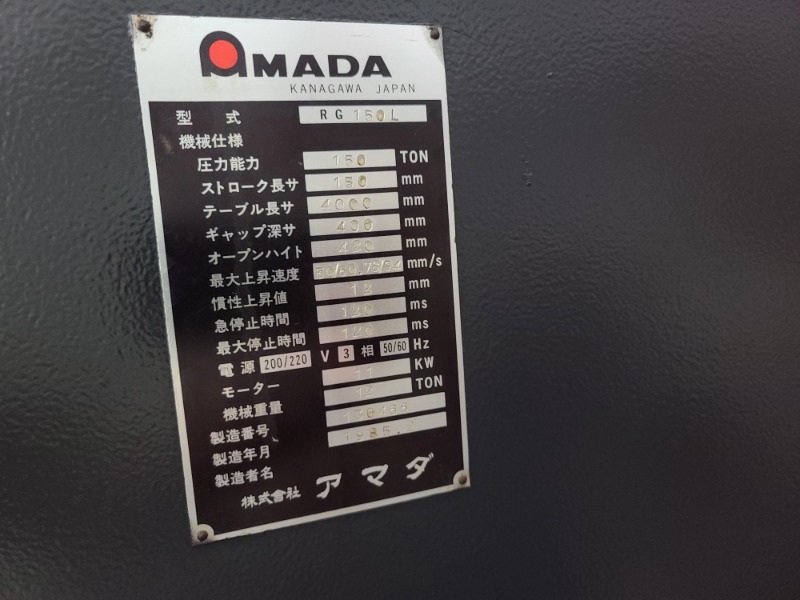 AMADA
KANAGAWA JAPAN
型式 RG 150L
機械仕様
圧力能力 150 TON
ストローク長サ 150 mm
テーブル長サ 4000 mm
ギャップ深サ 400 mm
オープンハイト mm
最大上昇速度 mm/s
慣性上昇値 12 mm
急停止時間 120 ms
最大停止時間 120 ms
電源 200/220 V 3 相 50/60 Hz
モーター 11 KW
機械重量 TON
製造番号
製造年月
製造者名
株式会社 アマダ